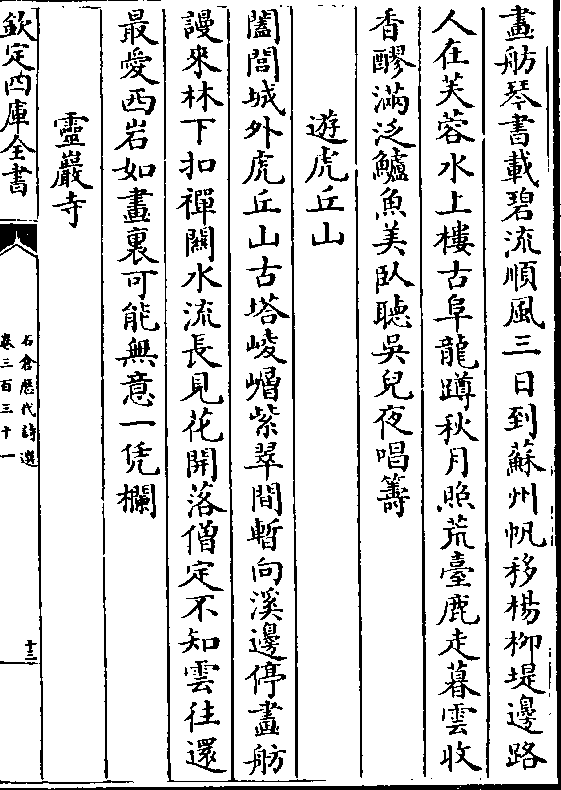 畫舫琴書載碧流順風三日到蘇州帆移楊柳堤邊路
人在芙蓉水上樓古阜龍蹲秋月照荒臺鹿走暮雲收
香醪滿泛鱸魚美臥聽吳兒夜唱籌
遊虎丘山
闔閭城外虎丘山古塔崚嶒紫翠間暫向溪邊停畫舫
謾來林下扣禪關水流長見花開落僧定不知雲往還
最愛西岩如畫裏可能無意一凭欄
靈巖寺
欽定四庫全書
石倉歷代詩選
卷三百三十一
十三